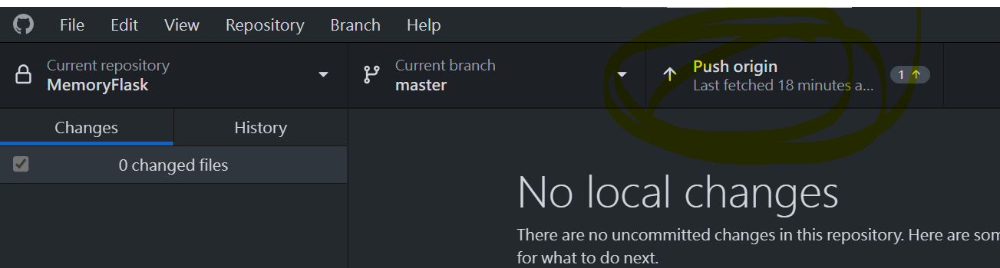 File Edit View Repository Branch Help
Current repository
MemoryFlask
Current branch
master
Push origin
Last fetched 18 minutes a...
1
Changes History
0 changed files
No local changes
There are no uncommitted changes in this repository. Here are som
for what to do next.